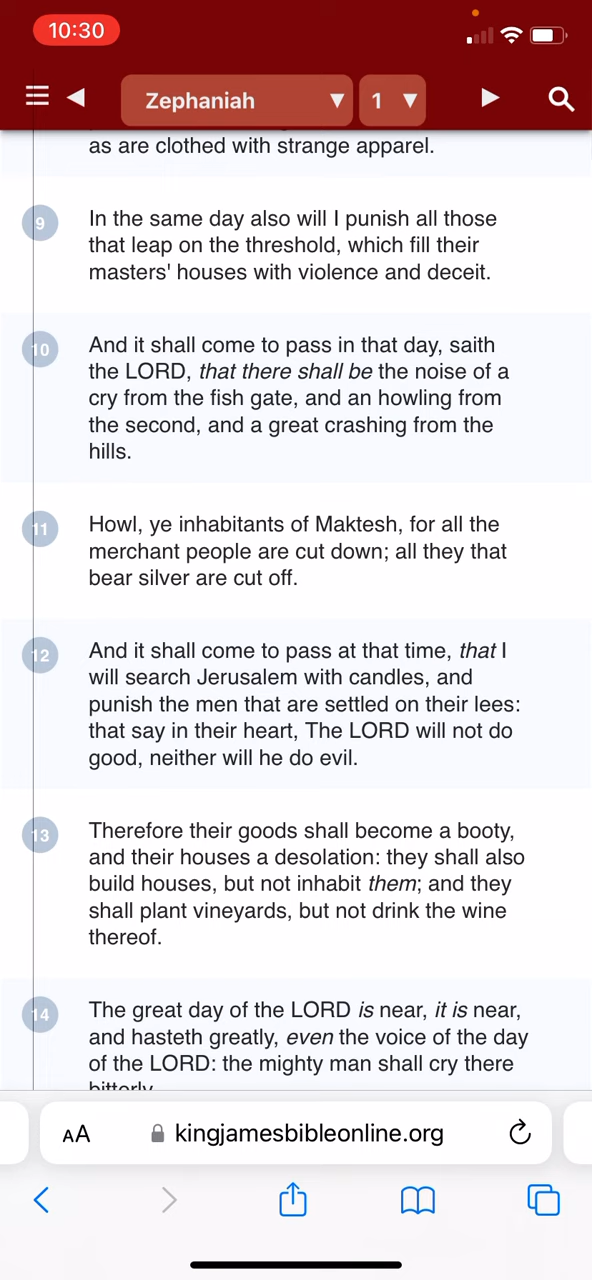 10:30
Zephaniah ▼ 1 ▼
as are clothed with strange apparel.
9 In the same day also will I punish all those
that leap on the threshold, which fill their
masters' houses with violence and deceit.
10 And it shall come to pass in that day, saith
the LORD, that there shall be the noise of a
cry from the fish gate, and an howling from
the second, and a great crashing from the
hills.
11 Howl, ye inhabitants of Maktesh, for all the
merchant people are cut down; all they that
bear silver are cut off.
12 And it shall come to pass at that time, that I
will search Jerusalem with candles, and
punish the men that are settled on their lees:
that say in their heart, The LORD will not do
good, neither will he do evil.
13 Therefore their goods shall become a booty,
and their houses a desolation: they shall also
build houses, but not inhabit them; and they
shall plant vineyards, but not drink the wine
thereof.
14 The great day of the LORD is near, it is near,
and hasteth greatly, even the voice of the day
of the LORD: the mighty man shall cry there
bitterly
AA kingjamesbibleonline.org